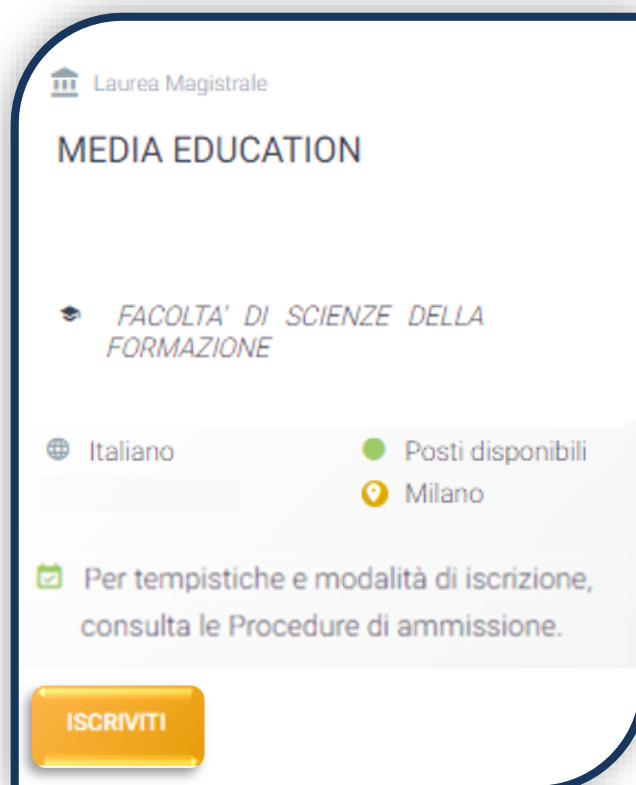 Laurea Magistrale
MEDIA EDUCATION
FACOLTA' DI SCIENZE DELLA
FORMAZIONE
Italiano
Posti disponibili
Milano
Per tempistiche e modalità di iscrizione,
consulta le Procedure di ammissione.
ISCRIVITI